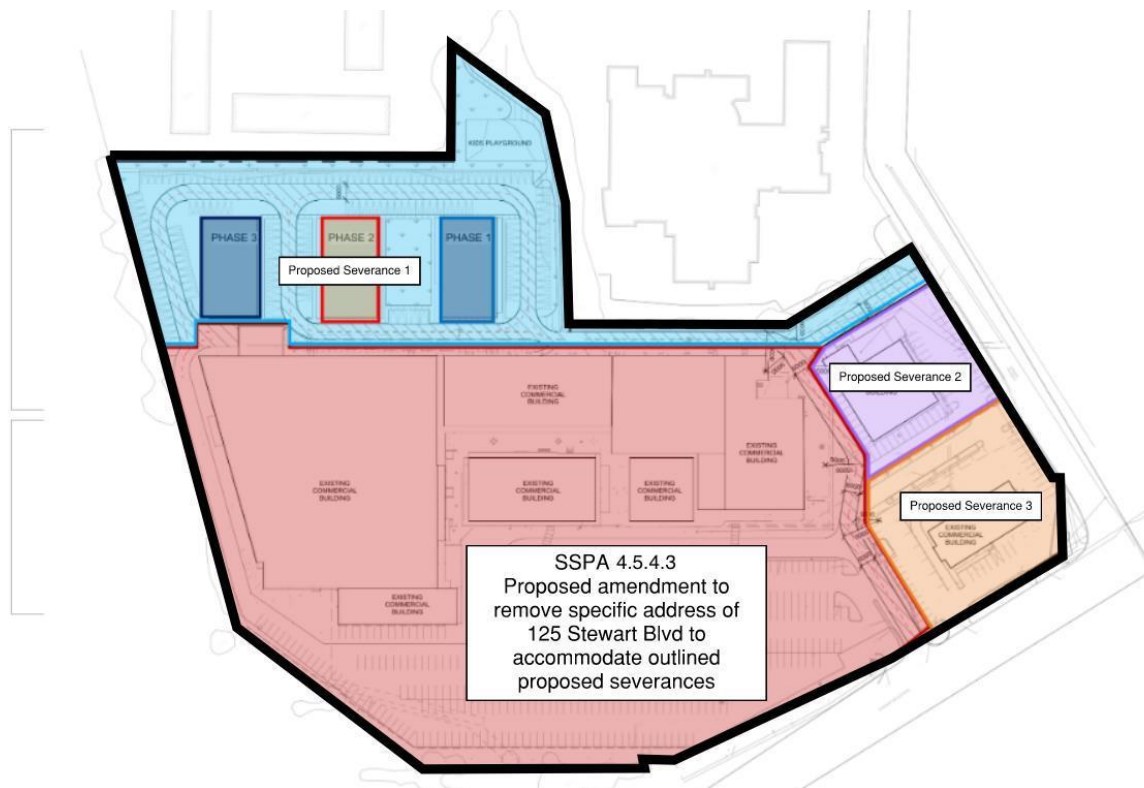 KIDS PLAYGROUND
PHASE 3
PHASE 2
PHASE 1
Proposed Severance 1
Proposed Severance 2
BUILDING
EXISTING
COMMERCIAL
BUILDING
EXISTING
COMMERCIAL
BUILDING
EXISTING
COMMERCIAL
BUILDING
EXISTING
COMMERCIAL
BUILDING
EXISTING
COMMERCIAL
BUILDING
Proposed Severance 3
EXISTING
COMMERCIAL
BUILDING
EXISTING
COMMERCIAL
BUILDING
SSPA 4.5.4.3
Proposed amendment to
remove specific address of
125 Stewart Blvd to
accommodate outlined
proposed severances